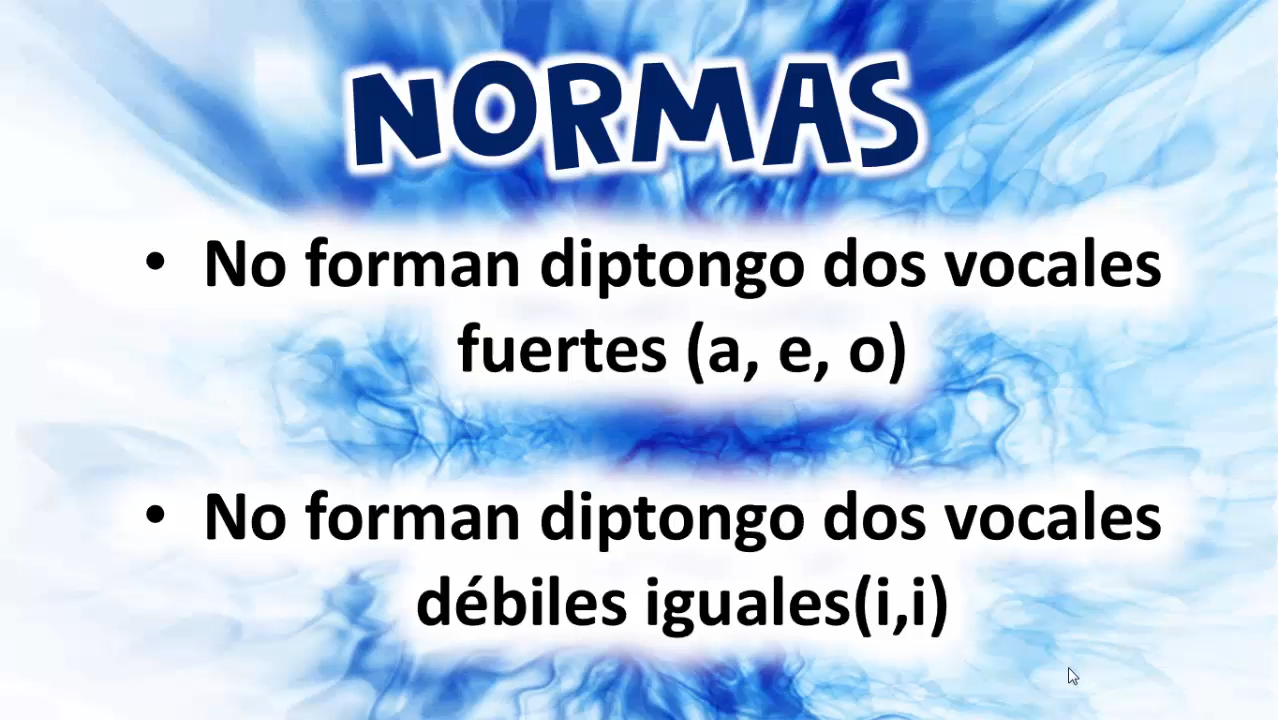 NORMAS
• No forman diptongo dos vocales
fuertes (a, e, o)
• No forman diptongo dos vocales
débiles iguales(i,i)